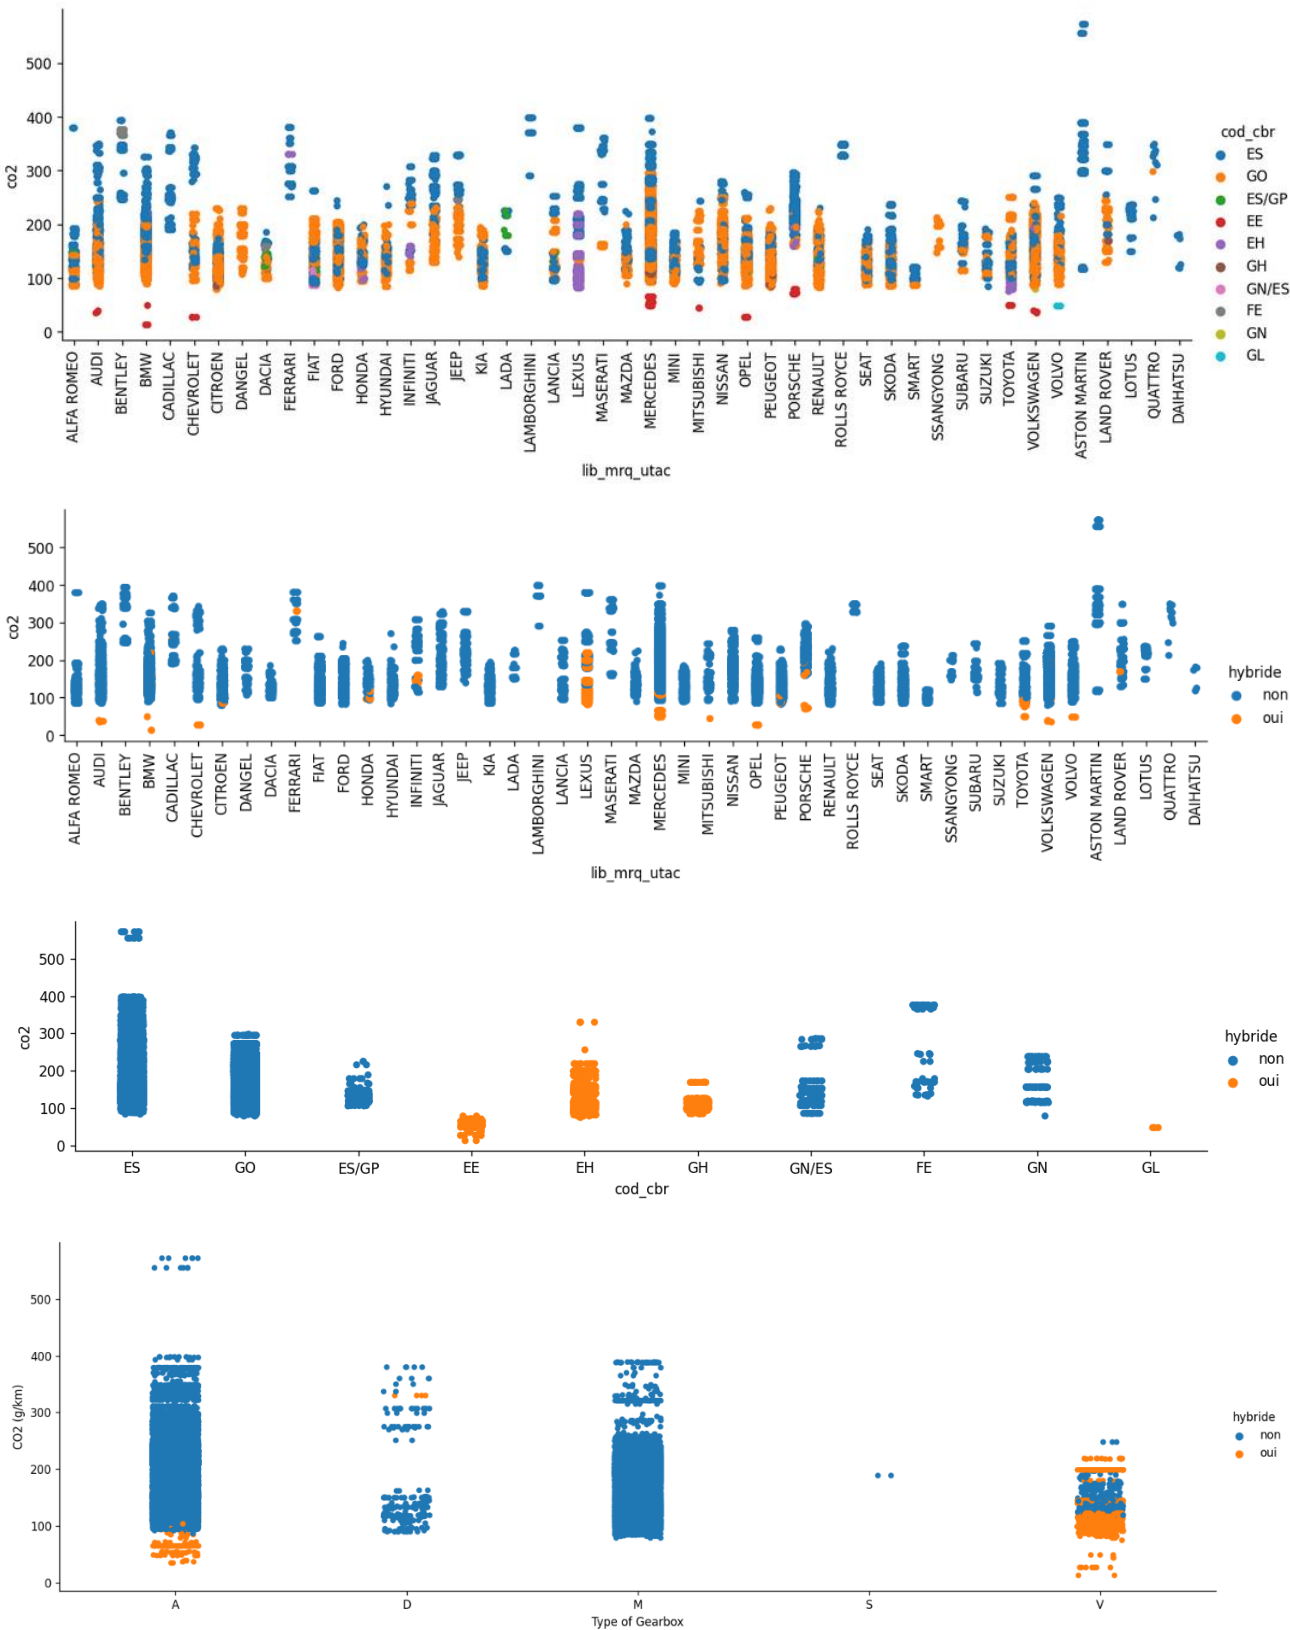 co2
500
400
300
200
100
0
ALFA ROMEO
AUDI
BENTLEY
BMW
CADILLAC
CHEVROLET
CITROEN
DANGEL
DACIA
FERRARI
FIAT
FORD
HONDA
HYUNDAI
INFINITI
JAGUAR
JEEP
KIA
LADA
LAMBORGHINI
LANCIA
LEXUS
MASERATI
MAZDA
MERCEDES
MINI
MITSUBISHI
NISSAN
OPEL
PEUGEOT
PORSCHE
RENAULT
ROLLS ROYCE
SEAT
SKODA
SMART
SSANGYONG
SUBARU
SUZUKI
TOYOTA
VOLKSWAGEN
VOLVO
ASTON MARTIN
LAND ROVER
LOTUS
QUATTRO
DAIHATSU
lib_mrq_utac
cod_cbr
ES
GO
ES/GP
EE
EH
GH
GN/ES
FE
GN
GL
co2
500
400
300
200
100
0
ALFA ROMEO
AUDI
BENTLEY
BMW
CADILLAC
CHEVROLET
CITROEN
DANGEL
DACIA
FERRARI
FIAT
FORD
HONDA
HYUNDAI
INFINITI
JAGUAR
JEEP
KIA
LADA
LAMBORGHINI
LANCIA
LEXUS
MASERATI
MAZDA
MERCEDES
MINI
MITSUBISHI
NISSAN
OPEL
PEUGEOT
PORSCHE
RENAULT
ROLLS ROYCE
SEAT
SKODA
SMART
SSANGYONG
SUBARU
SUZUKI
TOYOTA
VOLKSWAGEN
VOLVO
ASTON MARTIN
LAND ROVER
LOTUS
QUATTRO
DAIHATSU
lib_mrq_utac
hybride
non
oui
co2
500
400
300
200
100
0
ES GO ES/GP EE EH GH GN/ES FE GN GL
cod_cbr
hybride
non
oui
CO2 (g/km)
500
400
300
200
100
0
A D M S V
Type of Gearbox
hybride
non
oui